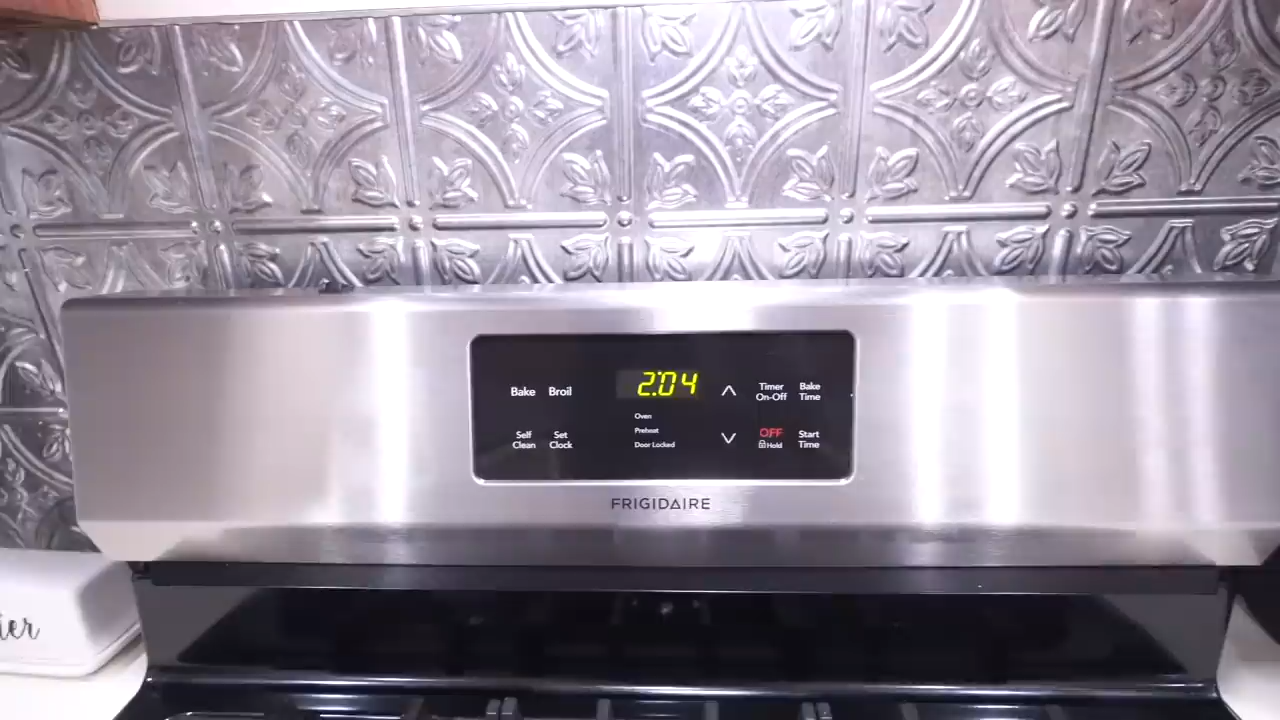 Bake Broil
2:04
Timer On-Off
Bake Time
Self Clean
Set Clock
Oven
Preheat
Door Locked
OFF
Hold
Start Time
FRIGIDAIRE